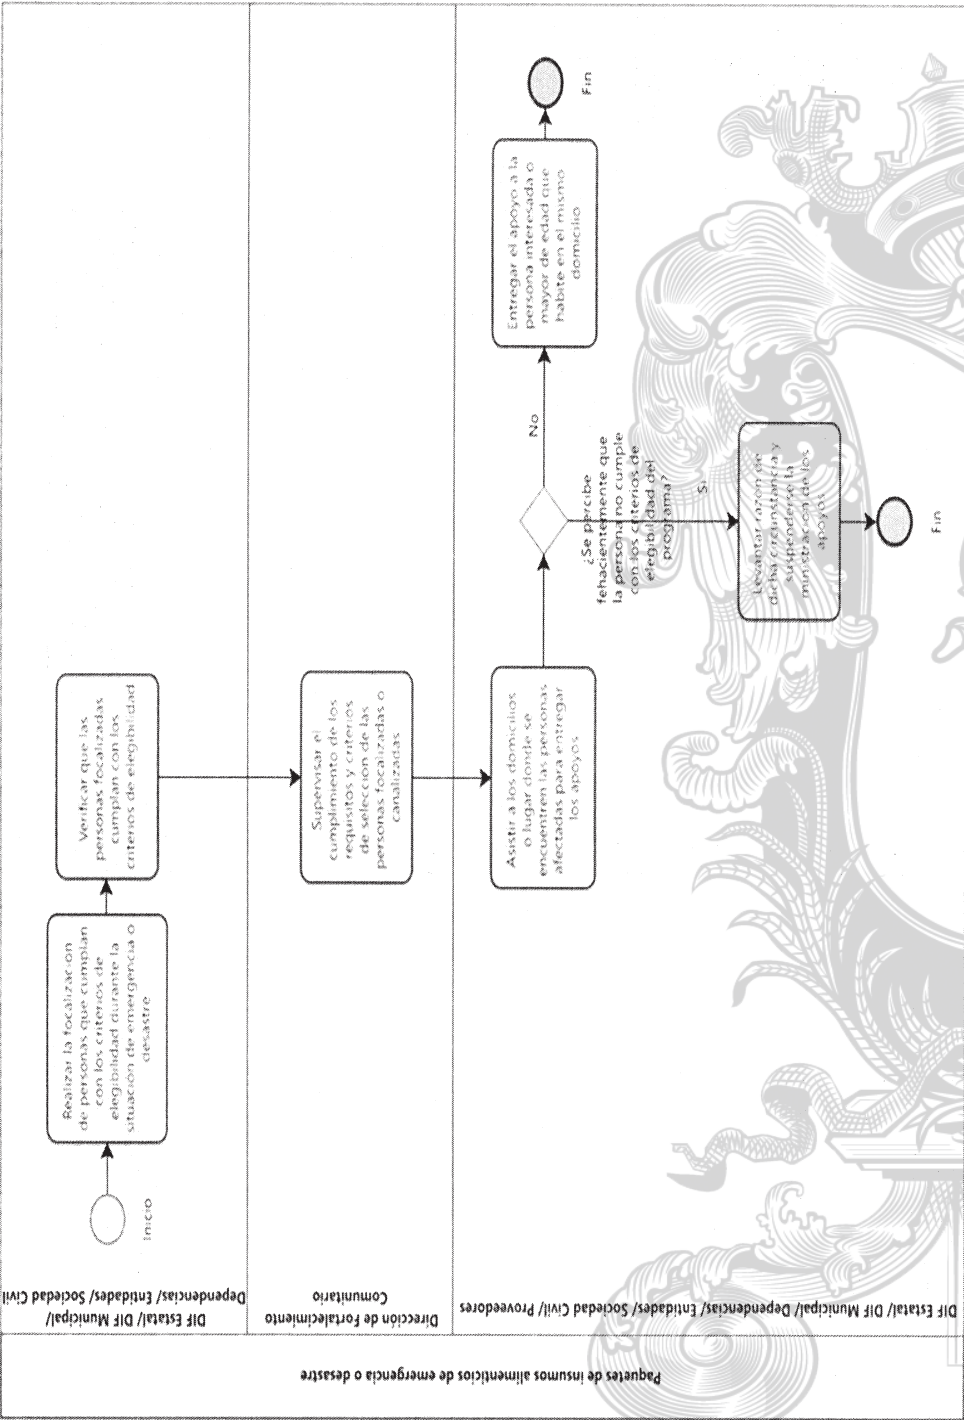 Paquetes de insumos alimenticios de emergencia o desastre
DIF Estatal/ DIF Municipal/
Dependencias/ Entidades/ Sociedad Civil
Inicio
Realizar la focalización
de personas que cumplan
con los criterios de
elegibilidad durante la
situación de emergencia o
desastre
Verificar que las
personas focalizadas
cumplan con los
criterios de elegibilidad
Dirección de Fortalecimiento
Comunitario
Supervisar el
cumplimiento de los
requisitos y criterios
de selección de las
personas focalizadas o
canalizadas
DIF Estatal/ DIF Municipal/ Dependencias/ Entidades/ Sociedad Civil/ Proveedores
Asistir a los domicilios
o lugar donde se
encuentren las personas
afectadas para entregar
los apoyos
¿Se percibe
fehacientemente que
la persona no cumple
con los criterios de
elegibilidad del
programa?
No
Entregar el apoyo a la
persona interesada o
mayor de edad que
habite en el mismo
domicilio
Fin
Si
Levantar razón de
dicha circunstancia y
suspenderse la
ministración de los
apoyos
Fin